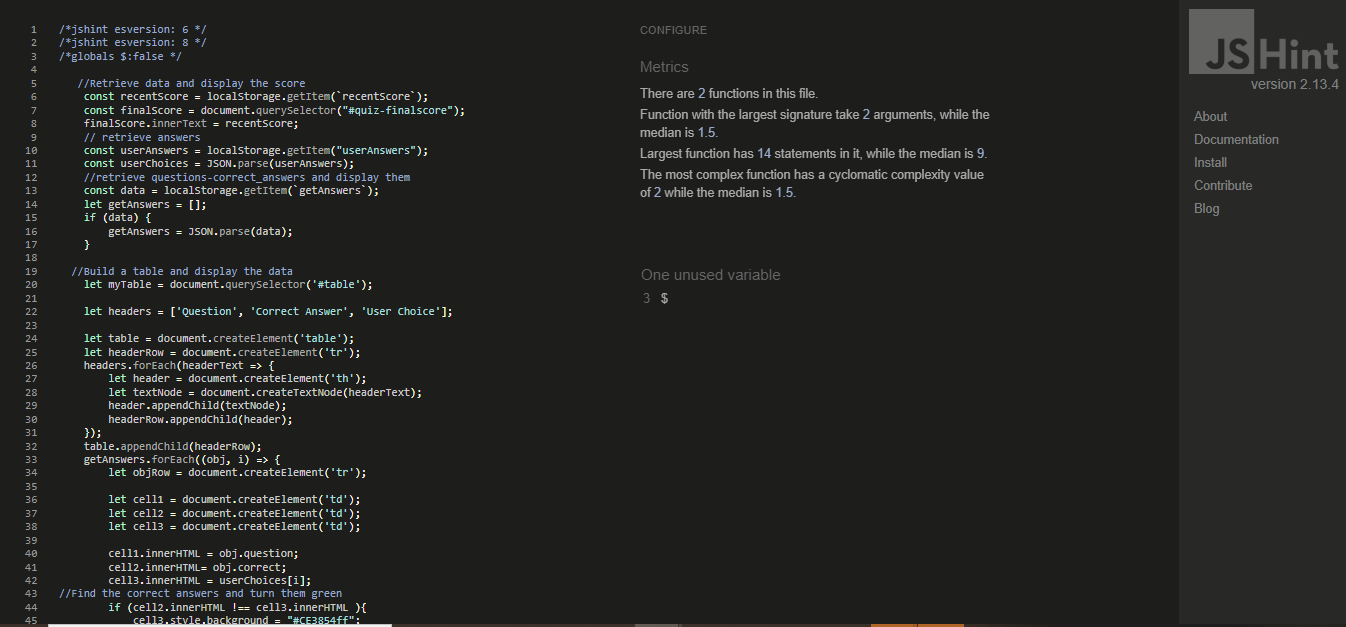 1 /*jshint esversion: 6 */
2 /*jshint esversion: 8 */
3 /*globals $:false */
4
5 //Retrieve data and display the score
6 const recentScore = localStorage.getItem(`recentScore`);
7 const finalScore = document.querySelector("#quiz-finalscore");
8 finalScore.innerText = recentScore;
9 // retrieve answers
10 const userAnswers = localStorage.getItem("userAnswers");
11 const userChoices = JSON.parse(userAnswers);
12 //retrieve questions-correct_answers and display them
13 const data = localStorage.getItem(`getAnswers`);
14 let getAnswers = [];
15 if (data) {
16 getAnswers = JSON.parse(data);
17 }
18
19 //Build a table and display the data
20 let myTable = document.querySelector('#table');
21
22 let headers = ['Question', 'Correct Answer', 'User Choice'];
23
24 let table = document.createElement('table');
25 let headerRow = document.createElement('tr');
26 headers.forEach(headerText => {
27 let header = document.createElement('th');
28 let textNode = document.createTextNode(headerText);
29 header.appendChild(textNode);
30 headerRow.appendChild(header);
31 });
32 table.appendChild(headerRow);
33 getAnswers.forEach((obj, i) => {
34 let objRow = document.createElement('tr');
35
36 let cell1 = document.createElement('td');
37 let cell2 = document.createElement('td');
38 let cell3 = document.createElement('td');
39
40 cell1.innerHTML = obj.question;
41 cell2.innerHTML= obj.correct;
42 cell3.innerHTML = userChoices[i];
43 //Find the correct answers and turn them green
44 if (cell2.innerHTML !== cell3.innerHTML ){
45 cell3.style.background = "#CE3854ff";
CONFIGURE
Metrics
There are 2 functions in this file.
Function with the largest signature take 2 arguments, while the
median is 1.5.
Largest function has 14 statements in it, while the median is 9.
The most complex function has a cyclomatic complexity value
of 2 while the median is 1.5.
One unused variable
3 $
JSHint
version 2.13.4
About
Documentation
Install
Contribute
Blog